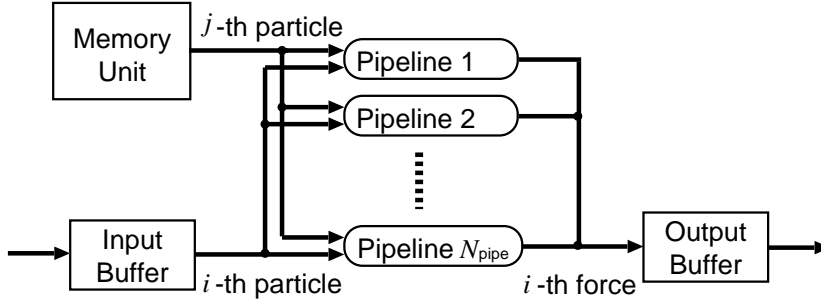 Memory
Unit
j -th particle
Pipeline 1
Pipeline 2
Pipeline Npipe
Input
Buffer
i -th particle
i -th force
Output
Buffer